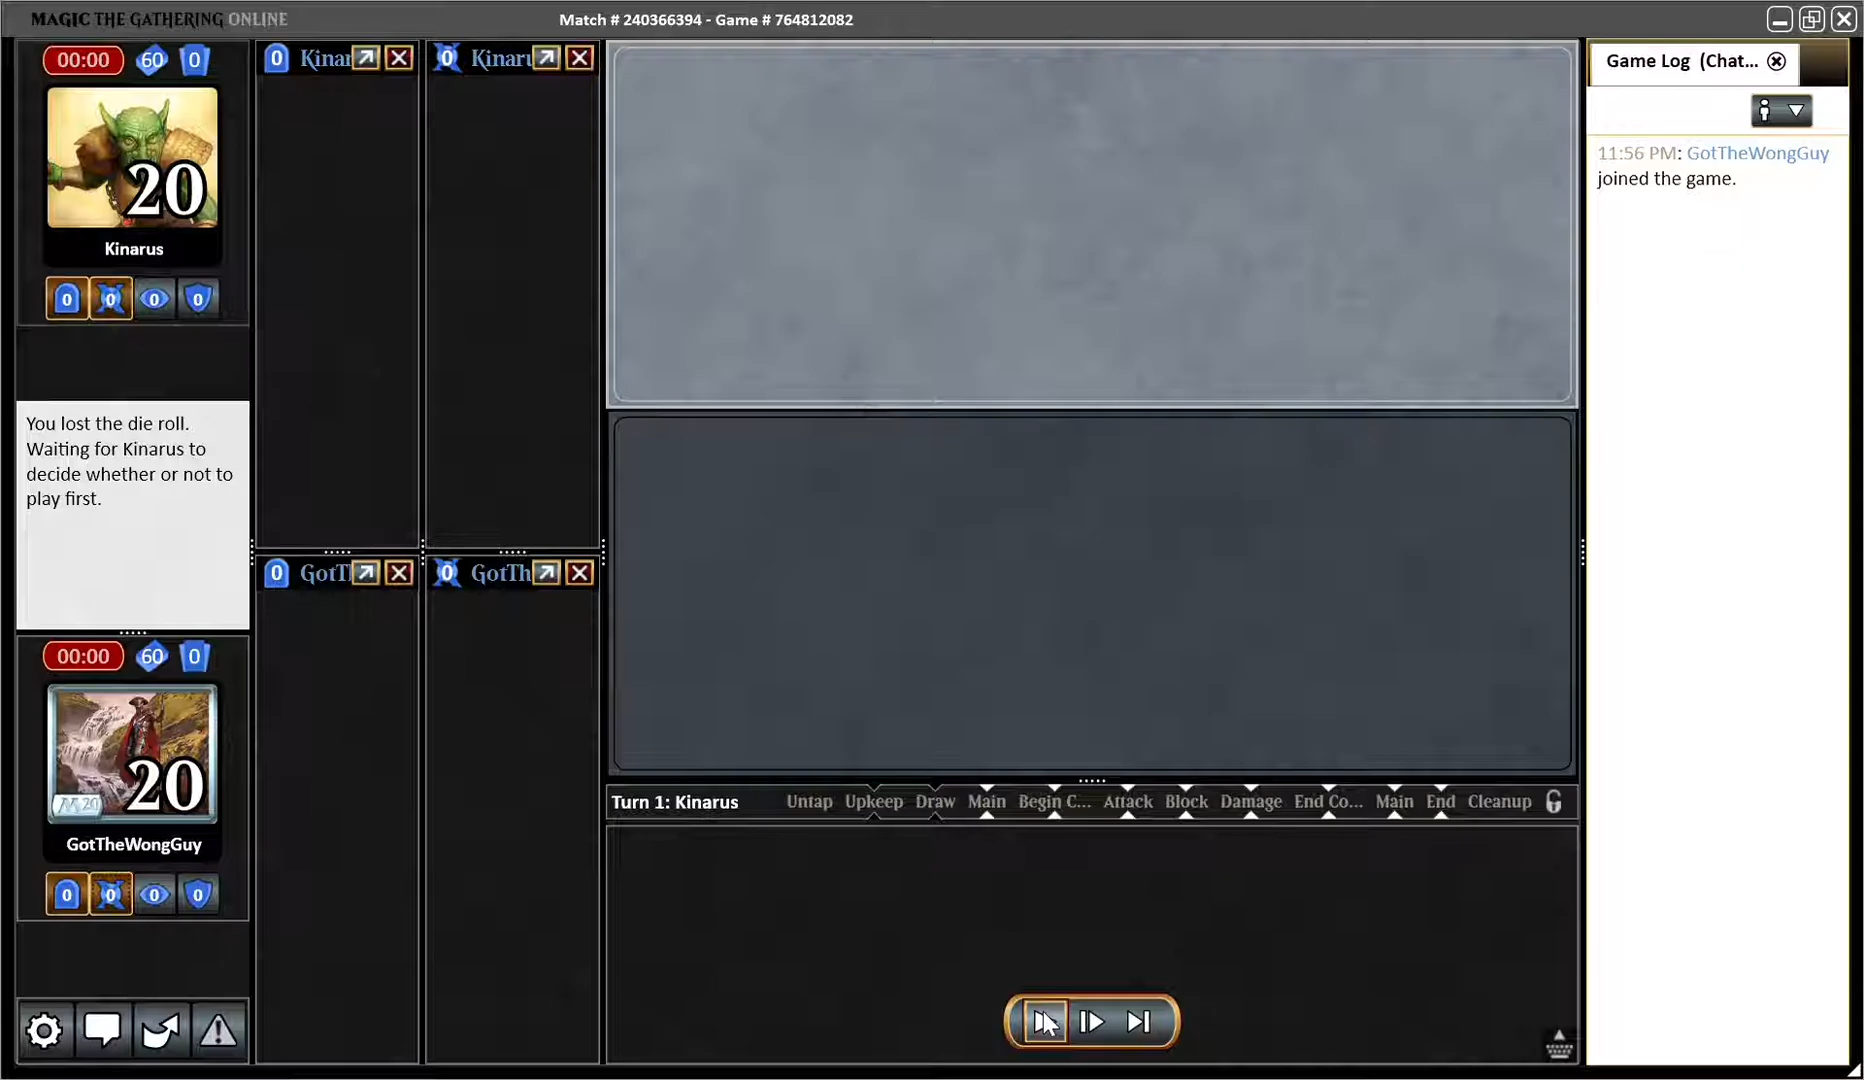 MAGIC THE GATHERING ONLINE
Match # 240366394 - Game # 764812082
00:00 60 0
20
Kinarus
0 0 0 0
0 Kinar
0 Kinaru
You lost the die roll.
Waiting for Kinarus to
decide whether or not to
play first.
0 GotT
0 GotTh
00:00 60 0
M20
20
GotTheWongGuy
0 0 0 0
Turn 1: Kinarus Untap Upkeep Draw Main Begin C... Attack Block Damage End Co... Main End Cleanup
Game Log (Chat...
11:56 PM: GotTheWongGuy
joined the game.